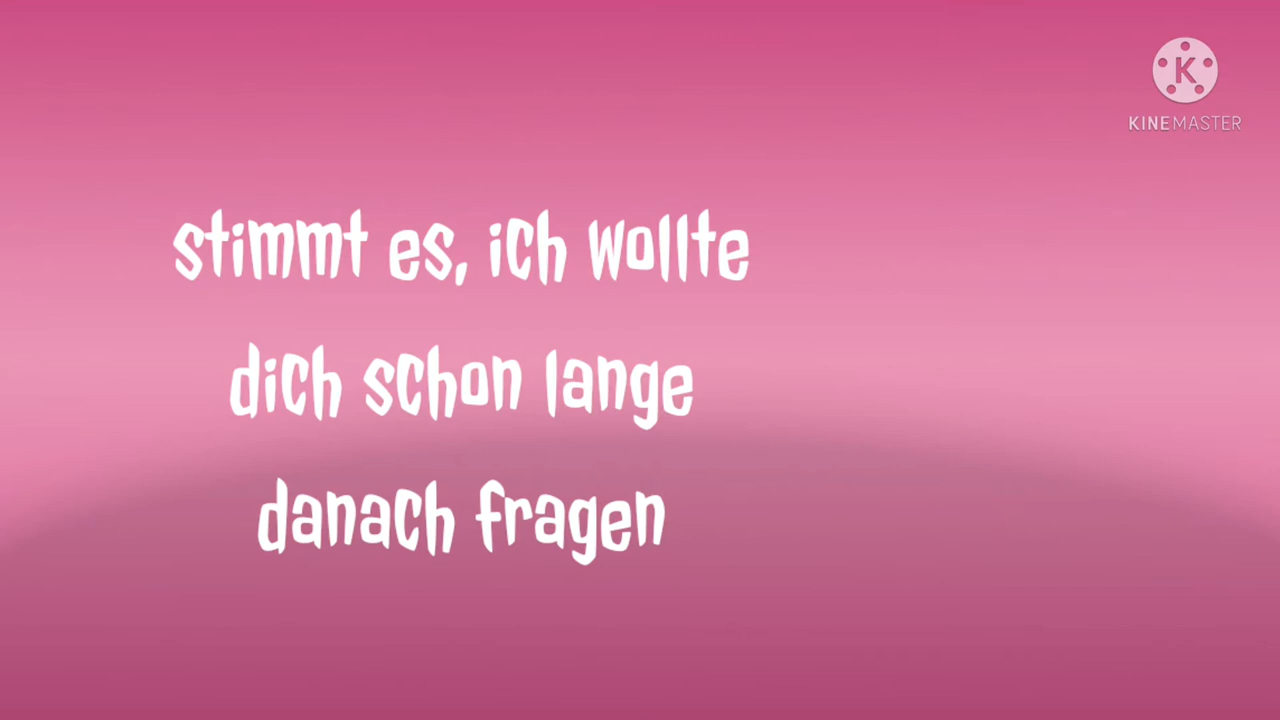 KINEMASTER
stimmt es, ich wollte
dich schon lange
danach fragen